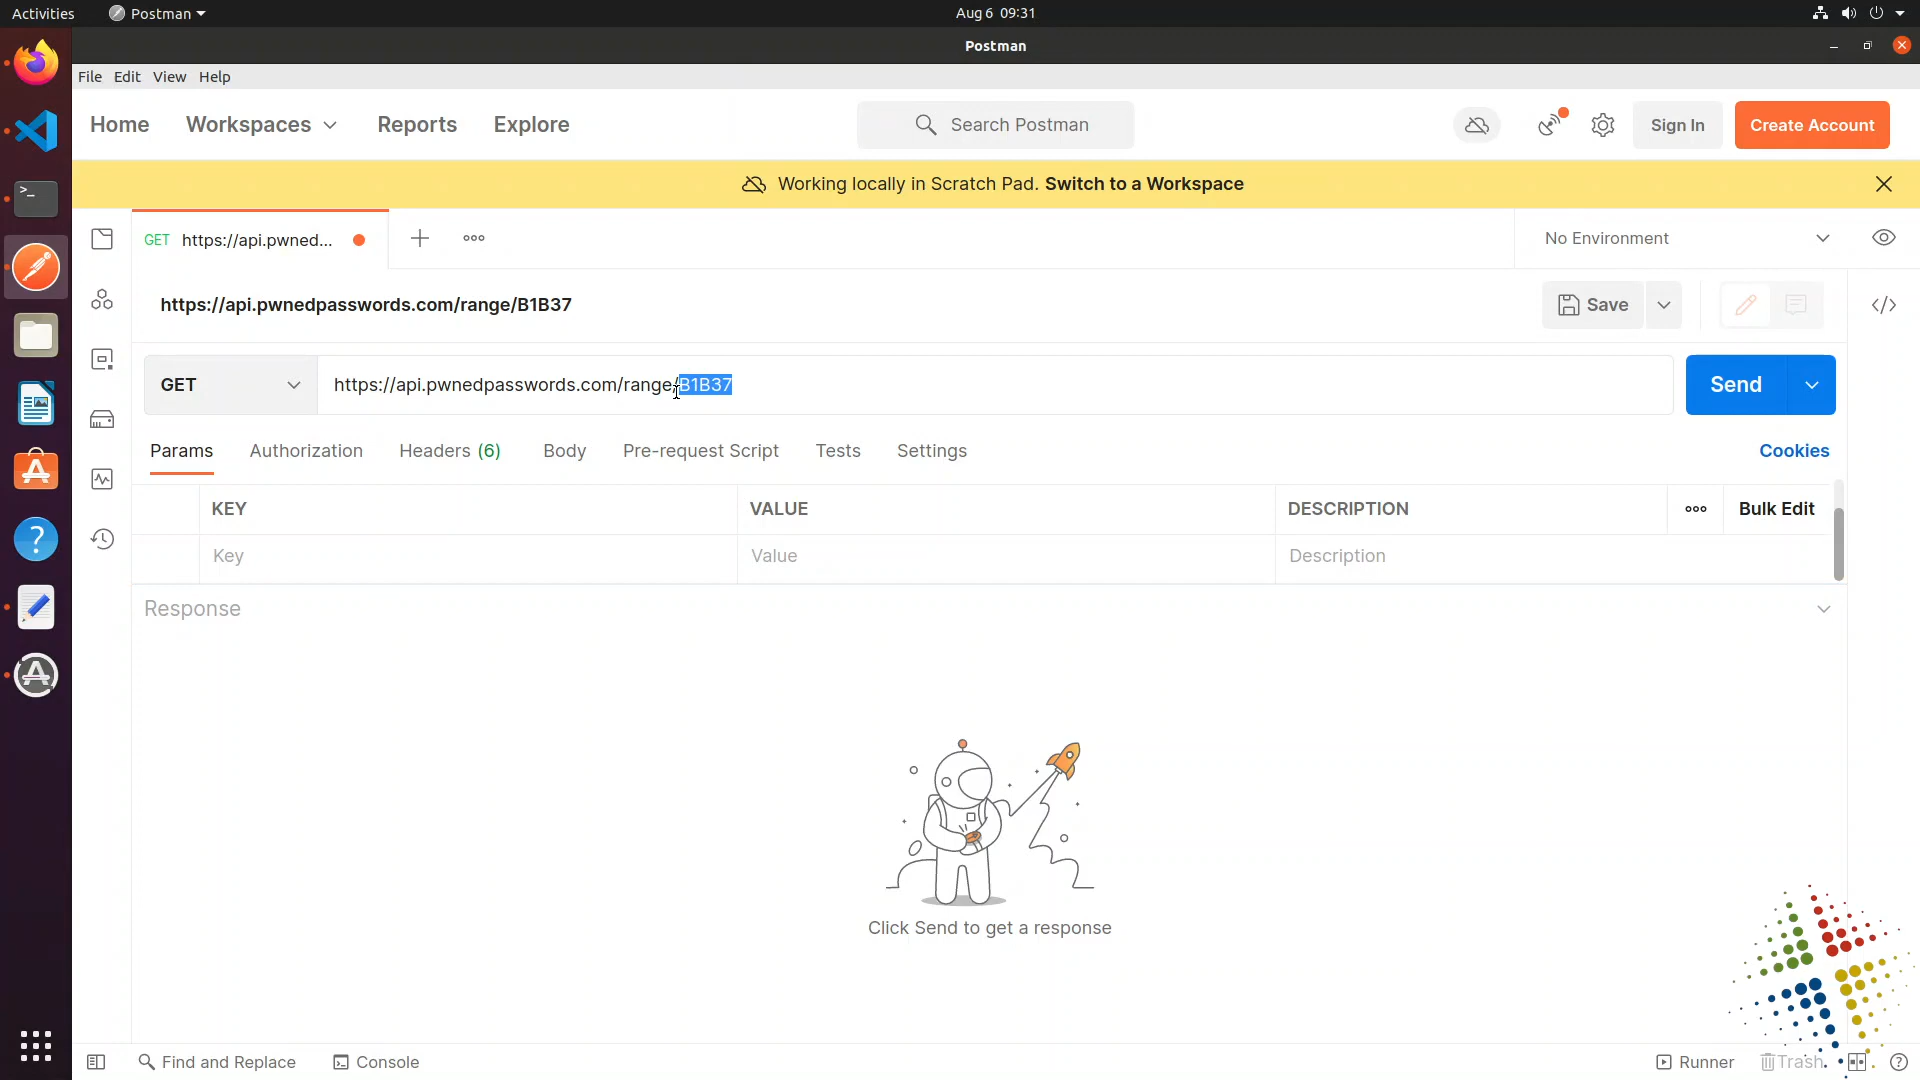 Activities
Postman
Aug 6 09:31
Postman
File Edit View Help
Home Workspaces Reports Explore
Search Postman
Sign In
Create Account
Working locally in Scratch Pad. Switch to a Workspace
GET https://api.pwned...
No Environment
https://api.pwnedpasswords.com/range/B1B37
Save
GET
https://api.pwnedpasswords.com/range/B1B37
Send
Params Authorization Headers (6) Body Pre-request Script Tests Settings
Cookies
KEY VALUE DESCRIPTION
Bulk Edit
Key Value Description
Response
Click Send to get a response
Find and Replace
Console
Runner
Trash